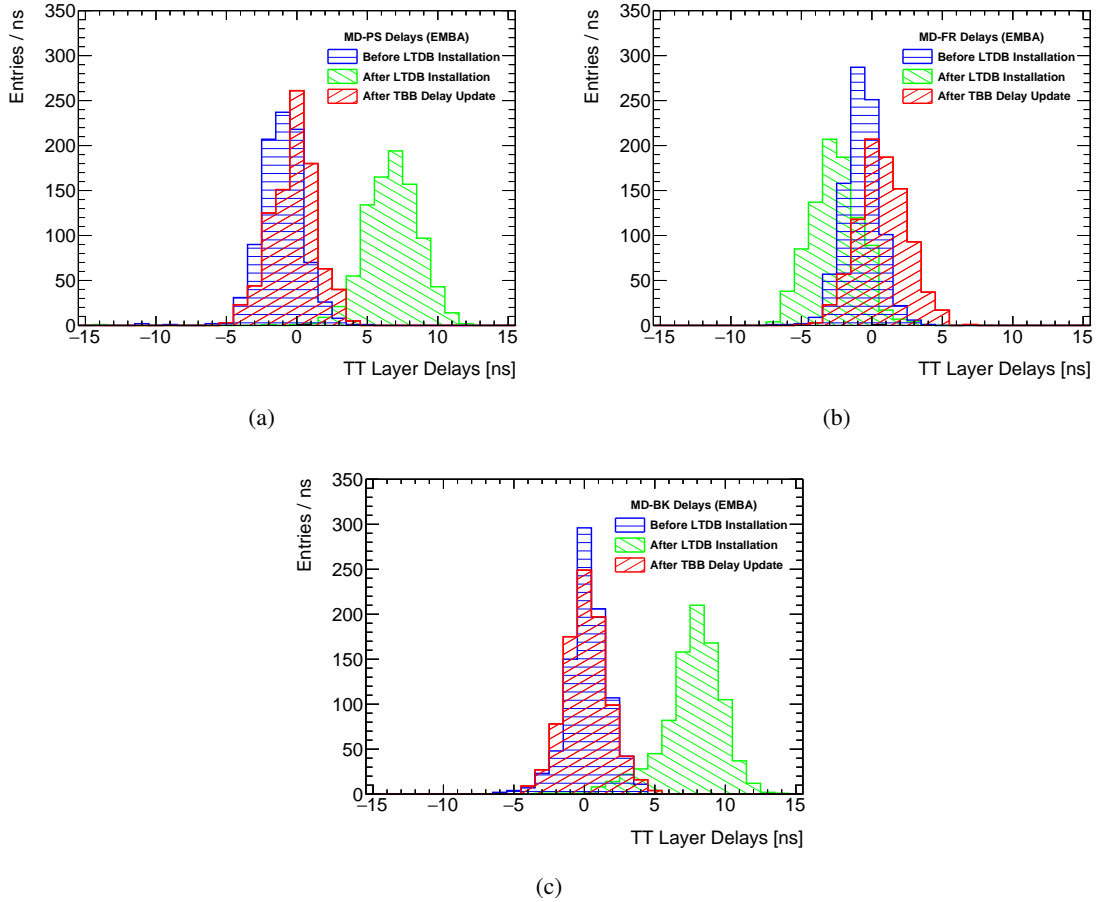 Entries / ns
350
300
250
200
150
100
50
0
MD-PS Delays (EMBA)
Before LTDB Installation
After LTDB Installation
After TBB Delay Update
−15 −10 −5 0 5 10 15
TT Layer Delays [ns]
(a)
Entries / ns
350
300
250
200
150
100
50
0
MD-FR Delays (EMBA)
Before LTDB Installation
After LTDB Installation
After TBB Delay Update
−15 −10 −5 0 5 10 15
TT Layer Delays [ns]
(b)
Entries / ns
350
300
250
200
150
100
50
0
MD-BK Delays (EMBA)
Before LTDB Installation
After LTDB Installation
After TBB Delay Update
−15 −10 −5 0 5 10 15
TT Layer Delays [ns]
(c)